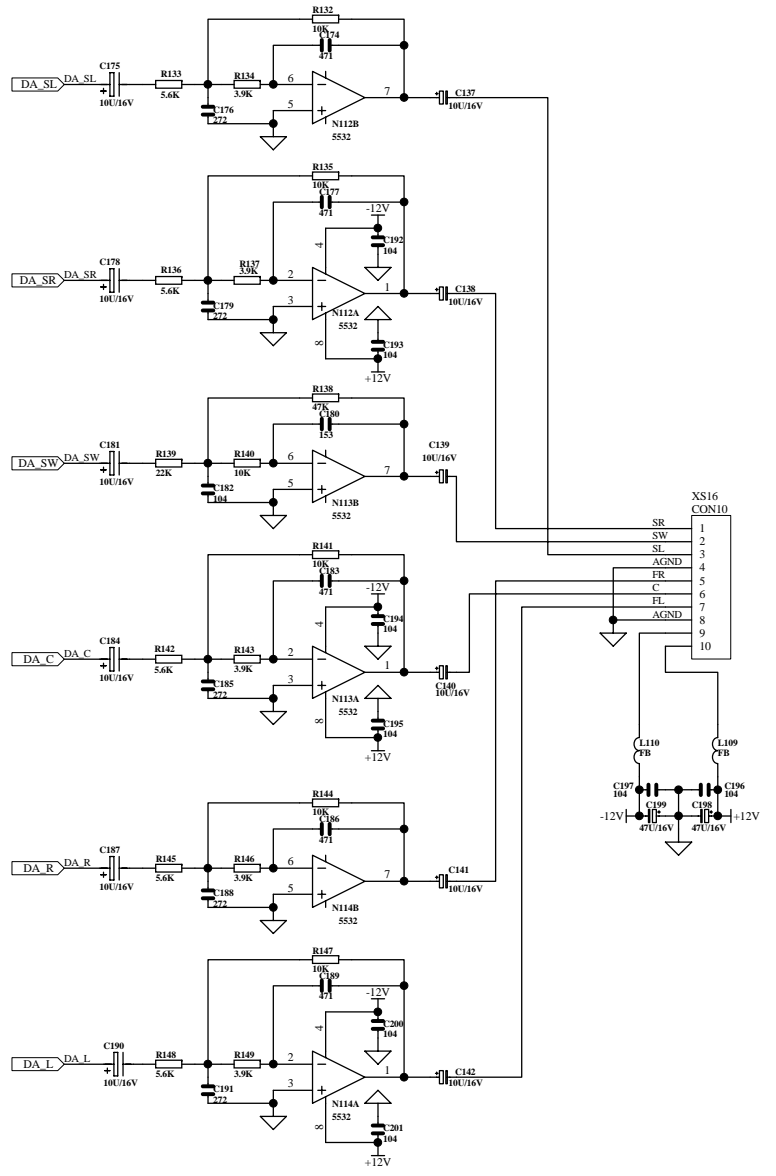 R132
10K
C174
471
C175
DA_SL
DA_SL
10U/16V
R133
5.6K
R134
3.9K
6
5
7
C176
272
N112B
5532
C137
10U/16V
R135
10K
C177
471
-12V
4
C192
104
C178
DA_SR
DA_SR
10U/16V
R136
5.6K
R137
3.9K
2
3
1
C179
272
N112A
5532
8
C193
104
+12V
C138
10U/16V
R138
47K
C180
153
C181
DA_SW
DA_SW
10U/16V
R139
22K
R140
10K
6
5
7
C182
104
N113B
5532
C139
10U/16V
R141
10K
C183
471
-12V
4
C194
104
C184
DA_C
DA_C
10U/16V
R142
5.6K
R143
3.9K
2
3
1
C185
272
N113A
5532
8
C195
104
+12V
C140
10U/16V
R144
10K
C186
471
C187
DA_R
DA_R
10U/16V
R145
5.6K
R146
3.9K
6
5
7
C188
272
N114B
5532
C141
10U/16V
R147
10K
C189
471
-12V
4
C200
104
C190
DA_L
DA_L
10U/16V
R148
5.6K
R149
3.9K
2
3
1
C191
272
N114A
5532
8
C201
104
+12V
C142
10U/16V
XS16
CON10
SR 1
SW 2
SL 3
AGND 4
FR 5
C 6
FL 7
AGND 8
9
10
L110
FB
L109
FB
C197
104
C196
104
C199
47U/16V
C198
47U/16V
-12V
+12V